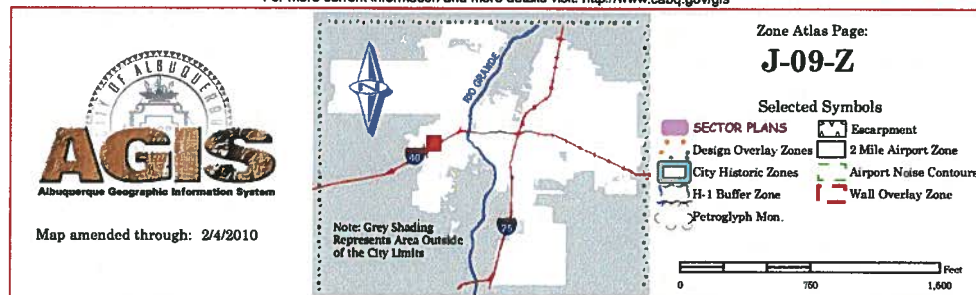 For more current information and more details visit: http://www.cabq.gov/gis
CITY OF ALBUQUERQUE
AGIS
Albuquerque Geographic Information System
Map amended through: 2/4/2010
RIO GRANDE
40
25
Note: Grey Shading
Represents Area Outside
of the City Limits
Zone Atlas Page:
J-09-Z
Selected Symbols
SECTOR PLANS
Escarpment
Design Overlay Zones
2 Mile Airport Zone
City Historic Zones
Airport Noise Contours
H-1 Buffer Zone
Wall Overlay Zone
Petroglyph Mon.
Feet
0
750
1,500